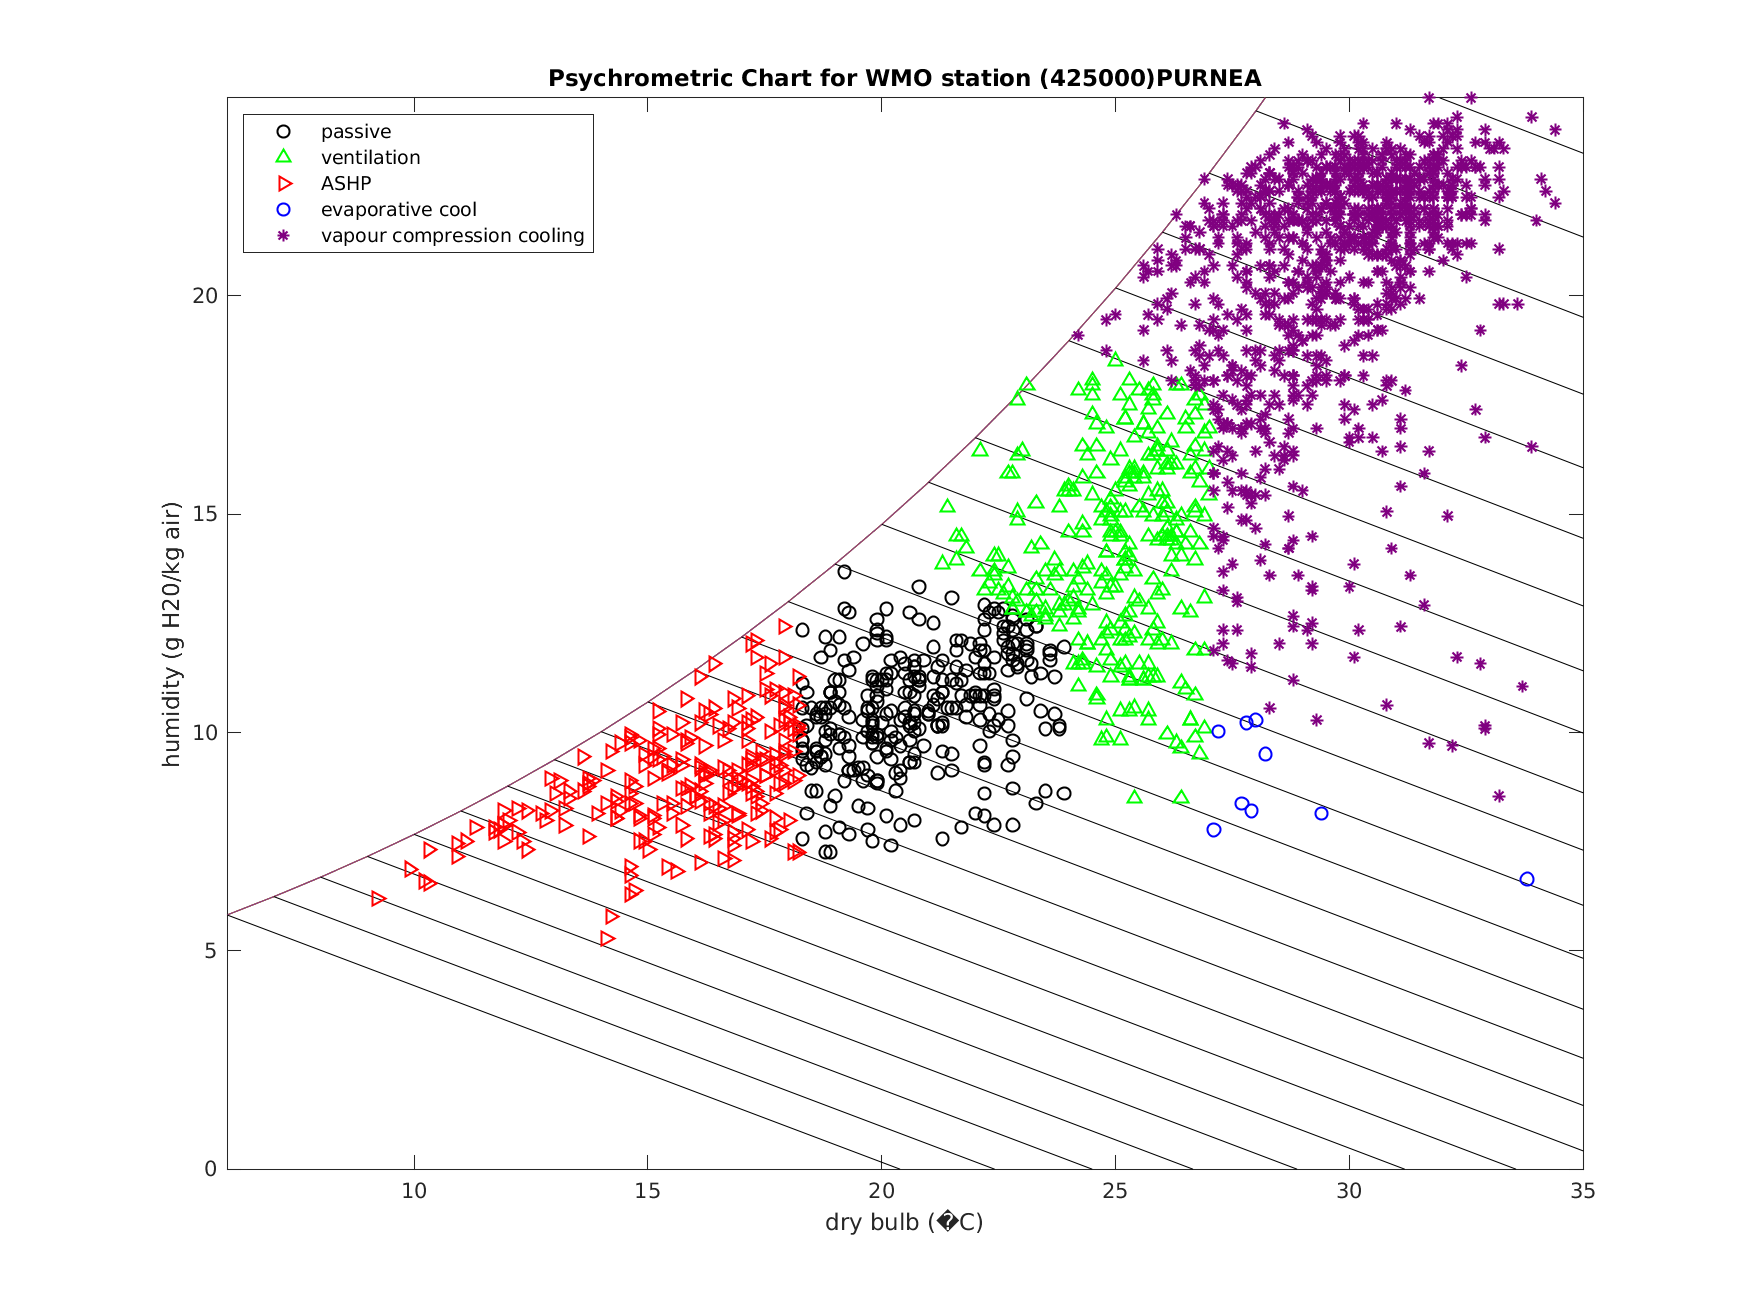 Psychrometric Chart for WMO station (425000)PURNEA
passive
ventilation
ASHP
evaporative cool
vapour compression cooling
humidity (g H20/kg air)
20
15
10
5
0
10 15 20 25 30 35
dry bulb (�C)